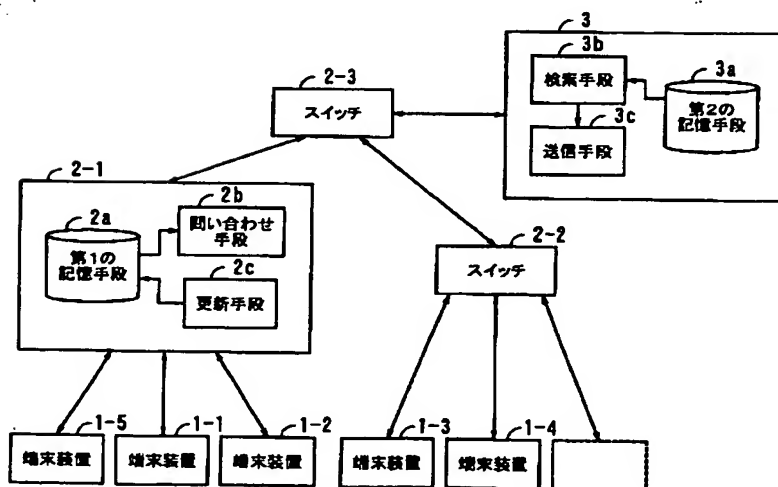 3
3b
検索手段
3a
第2の
記憶手段
3c
送信手段
2-3
スイッチ
2-1
2a
第1の
記憶手段
2b
問い合わせ
手段
2c
更新手段
2-2
スイッチ
1-5
端末装置
1-1
端末装置
1-2
端末装置
1-3
端末装置
1-4
端末装置